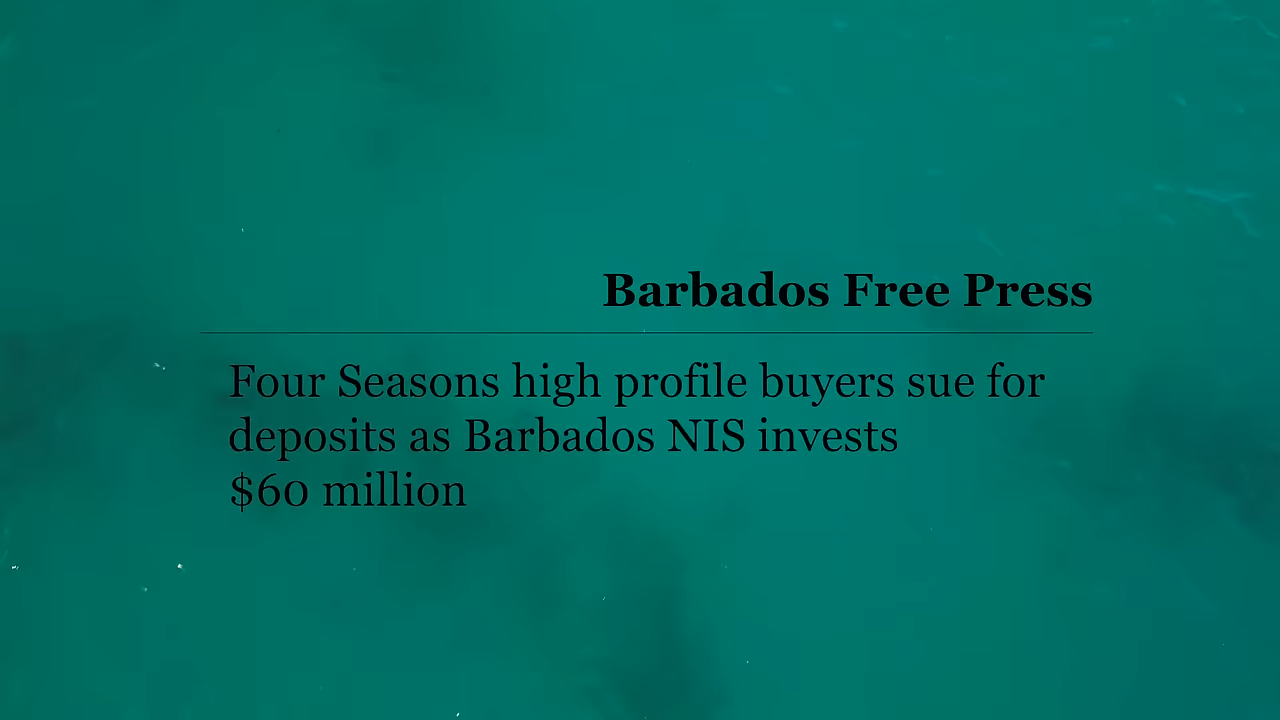 Barbados Free Press
Four Seasons high profile buyers sue for
deposits as Barbados NIS invests
$60 million